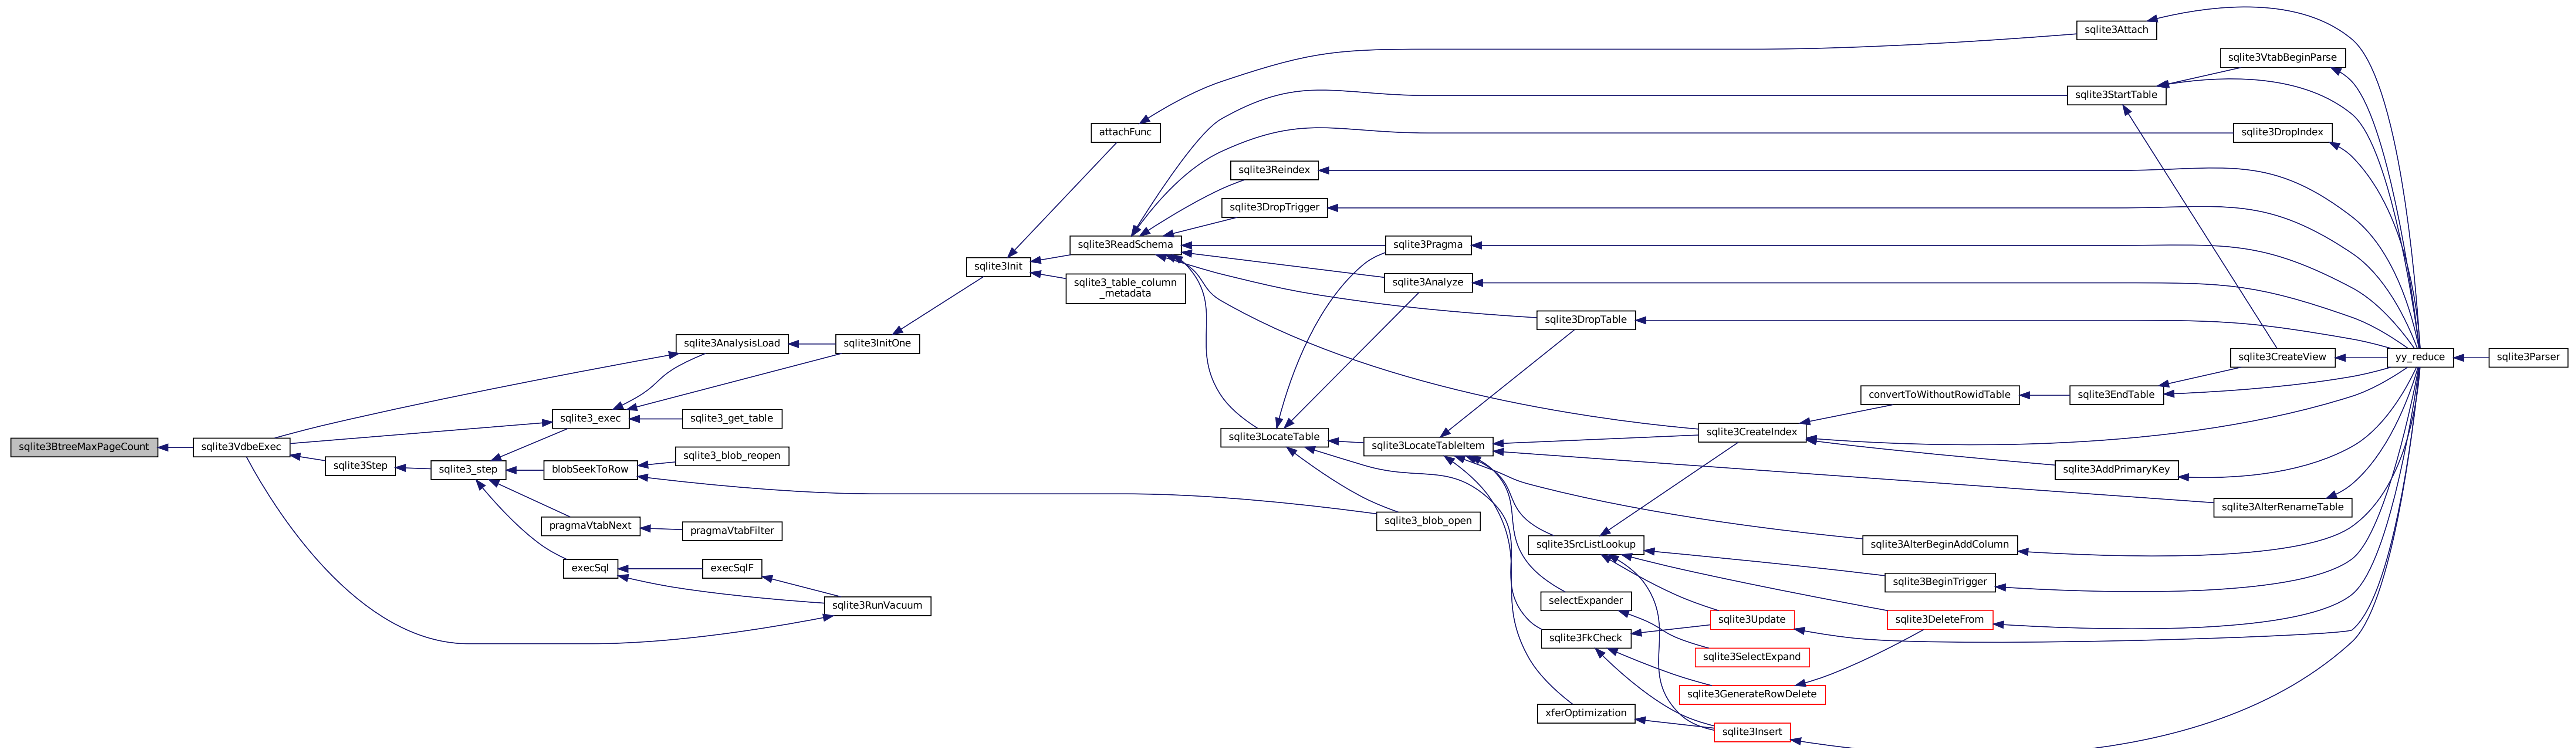 sqlite3BtreeMaxPageCount
sqlite3VdbeExec
sqlite3Step
sqlite3_step
sqlite3_exec
sqlite3AnalysisLoad
sqlite3_get_table
blobSeekToRow
sqlite3_blob_reopen
pragmaVtabNext
pragmaVtabFilter
execSql
execSqlF
sqlite3RunVacuum
sqlite3InitOne
sqlite3Init
attachFunc
sqlite3ReadSchema
sqlite3_table_column
_metadata
sqlite3Reindex
sqlite3DropTrigger
sqlite3LocateTable
sqlite3Pragma
sqlite3Analyze
sqlite3LocateTableItem
sqlite3_blob_open
sqlite3DropTable
sqlite3SrcListLookup
selectExpander
sqlite3FkCheck
xferOptimization
sqlite3CreateIndex
sqlite3Update
sqlite3SelectExpand
sqlite3GenerateRowDelete
sqlite3Insert
convertToWithoutRowidTable
sqlite3AlterBeginAddColumn
sqlite3BeginTrigger
sqlite3DeleteFrom
sqlite3Attach
sqlite3StartTable
sqlite3EndTable
sqlite3AddPrimaryKey
sqlite3VtabBeginParse
sqlite3DropIndex
sqlite3CreateView
sqlite3AlterRenameTable
yy_reduce
sqlite3Parser